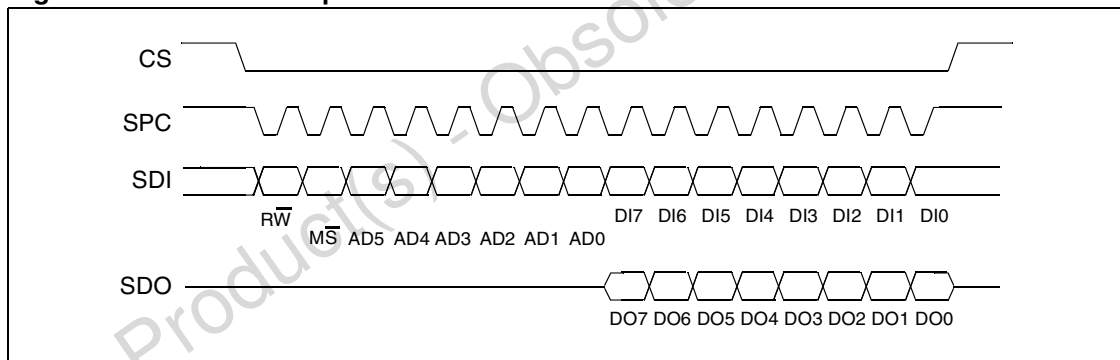 CS
SPC
SDI
RW̅
MS̅ AD5 AD4 AD3 AD2 AD1 AD0
DI7 DI6 DI5 DI4 DI3 DI2 DI1 DI0
SDO
DO7 DO6 DO5 DO4 DO3 DO2 DO1 DO0
Product(s) - Obsol